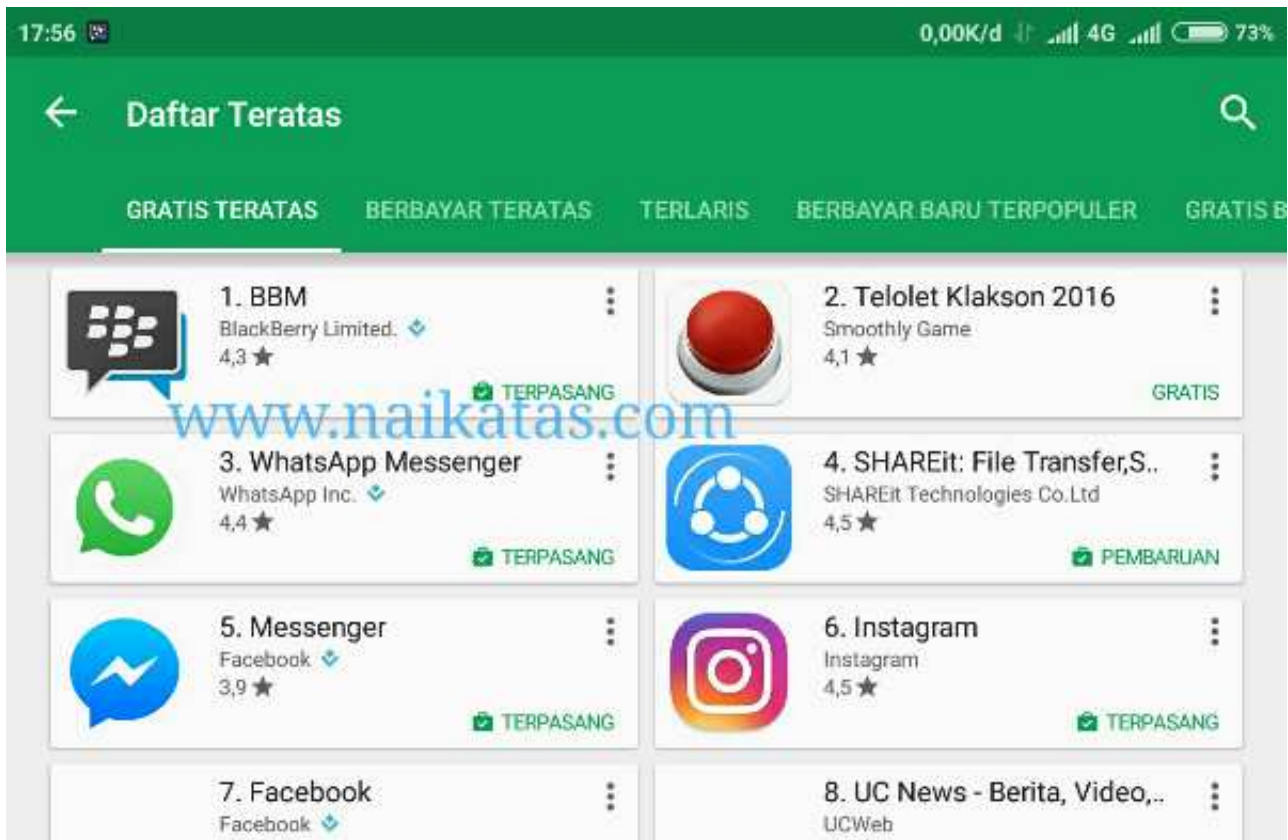 17:56 0,00K/d 4G 73%
Daftar Teratas
GRATIS TERATAS BERBAYAR TERATAS TERLARIS BERBAYAR BARU TERPOPULER GRATIS B
1. BBM
BlackBerry Limited.
4,3
TERPASANG
2. Telolet Klakson 2016
Smoothly Game
4,1
GRATIS
www.naikatas.com
3. WhatsApp Messenger
WhatsApp Inc.
4,4
TERPASANG
4. SHAREit: File Transfer,S..
SHAREit Technologies Co.Ltd
4,5
PEMBARUAN
5. Messenger
Facebook
3,9
TERPASANG
6. Instagram
Instagram
4,5
TERPASANG
7. Facebook
Facebook
8. UC News - Berita, Video,..
UCWeb